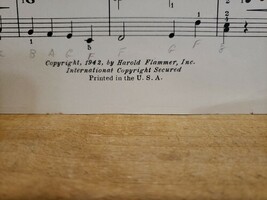 Copyright, 1942, by Harold Flammer, Inc.
International Copyright Secured
Printed in the U. S. A.